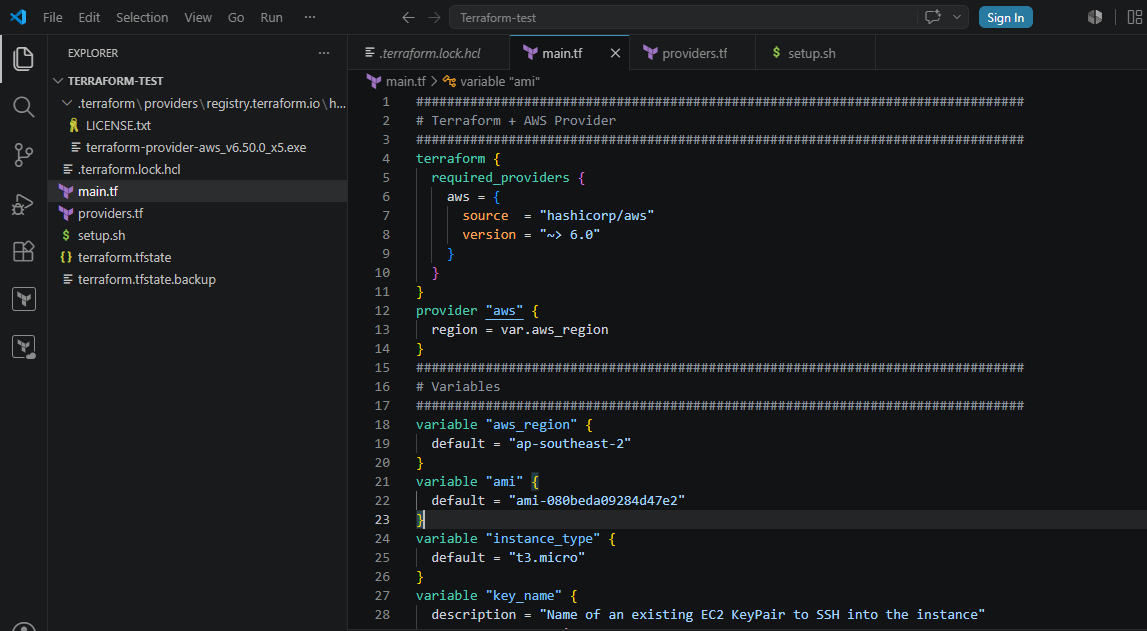 File Edit Selection View Go Run ···
Terraform-test
Sign In
EXPLORER ···
TERRAFORM-TEST
.terraform\providers\registry.terraform.io\h...
LICENSE.txt
terraform-provider-aws_v6.50.0_x5.exe
.terraform.lock.hcl
main.tf
providers.tf
$ setup.sh
{} terraform.tfstate
terraform.tfstate.backup
.terraform.lock.hcl main.tf providers.tf $ setup.sh
main.tf > variable "ami"
1 ###############################################################################
2 # Terraform + AWS Provider
3 ###############################################################################
4 terraform {
5 required_providers {
6 aws = {
7 source  = "hashicorp/aws"
8 version = "~> 6.0"
9 }
10 }
11 }
12 provider "aws" {
13 region = var.aws_region
14 }
15 ###############################################################################
16 # Variables
17 ###############################################################################
18 variable "aws_region" {
19 default = "ap-southeast-2"
20 }
21 variable "ami" {
22 default = "ami-080beda09284d47e2"
23 }
24 variable "instance_type" {
25 default = "t3.micro"
26 }
27 variable "key_name" {
28 description = "Name of an existing EC2 KeyPair to SSH into the instance"